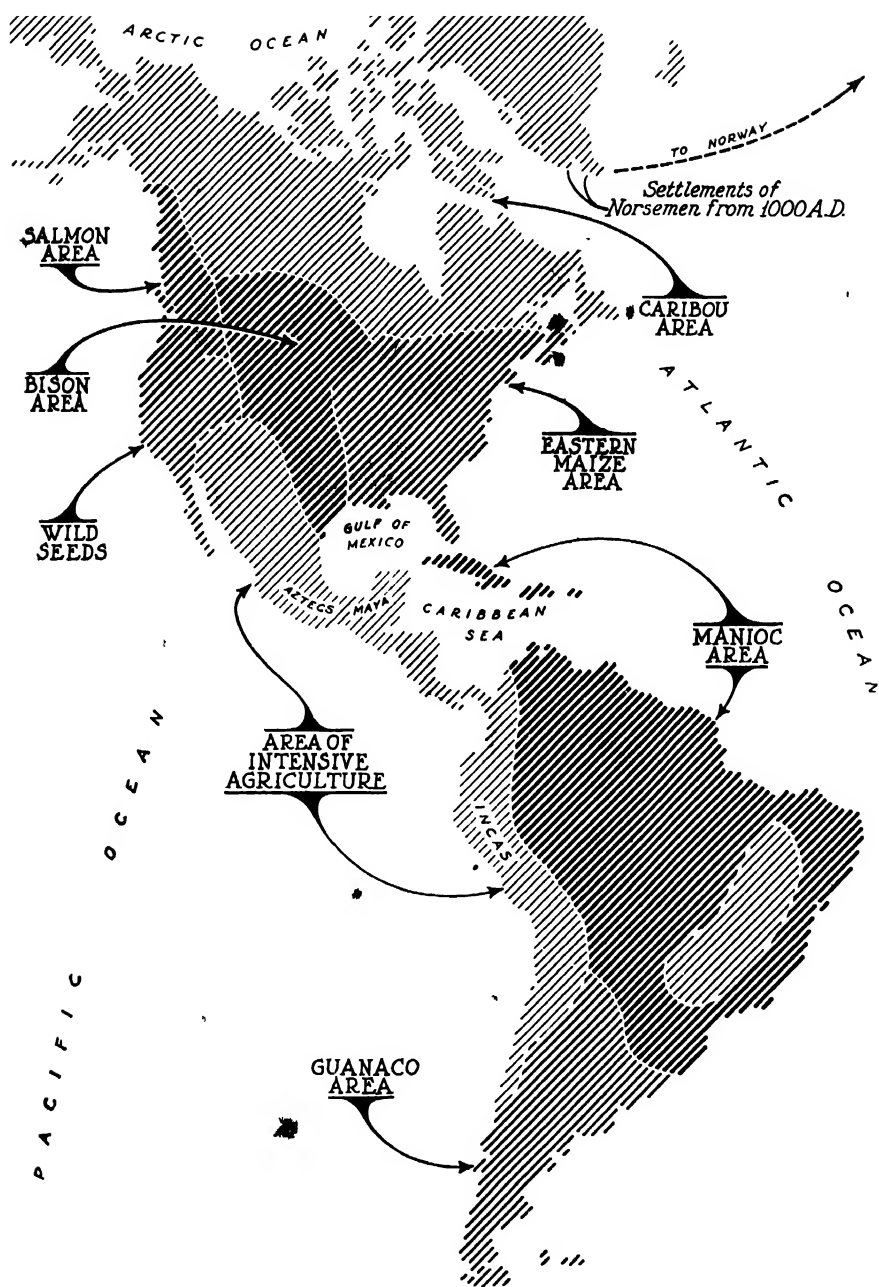 ARCTIC OCEAN
TO NORWAY
Settlements of
Norsemen from 1000 A.D.
SALMON
AREA
CARIBOU
AREA
BISON
AREA
ATLANTIC OCEAN
EASTERN
MAIZE
AREA
WILD
SEEDS
GULF OF
MEXICO
AZTECS MAYA
CARIBBEAN
SEA
MANIOC
AREA
AREA OF
INTENSIVE
AGRICULTURE
INCAS
PACIFIC OCEAN
GUANACO
AREA